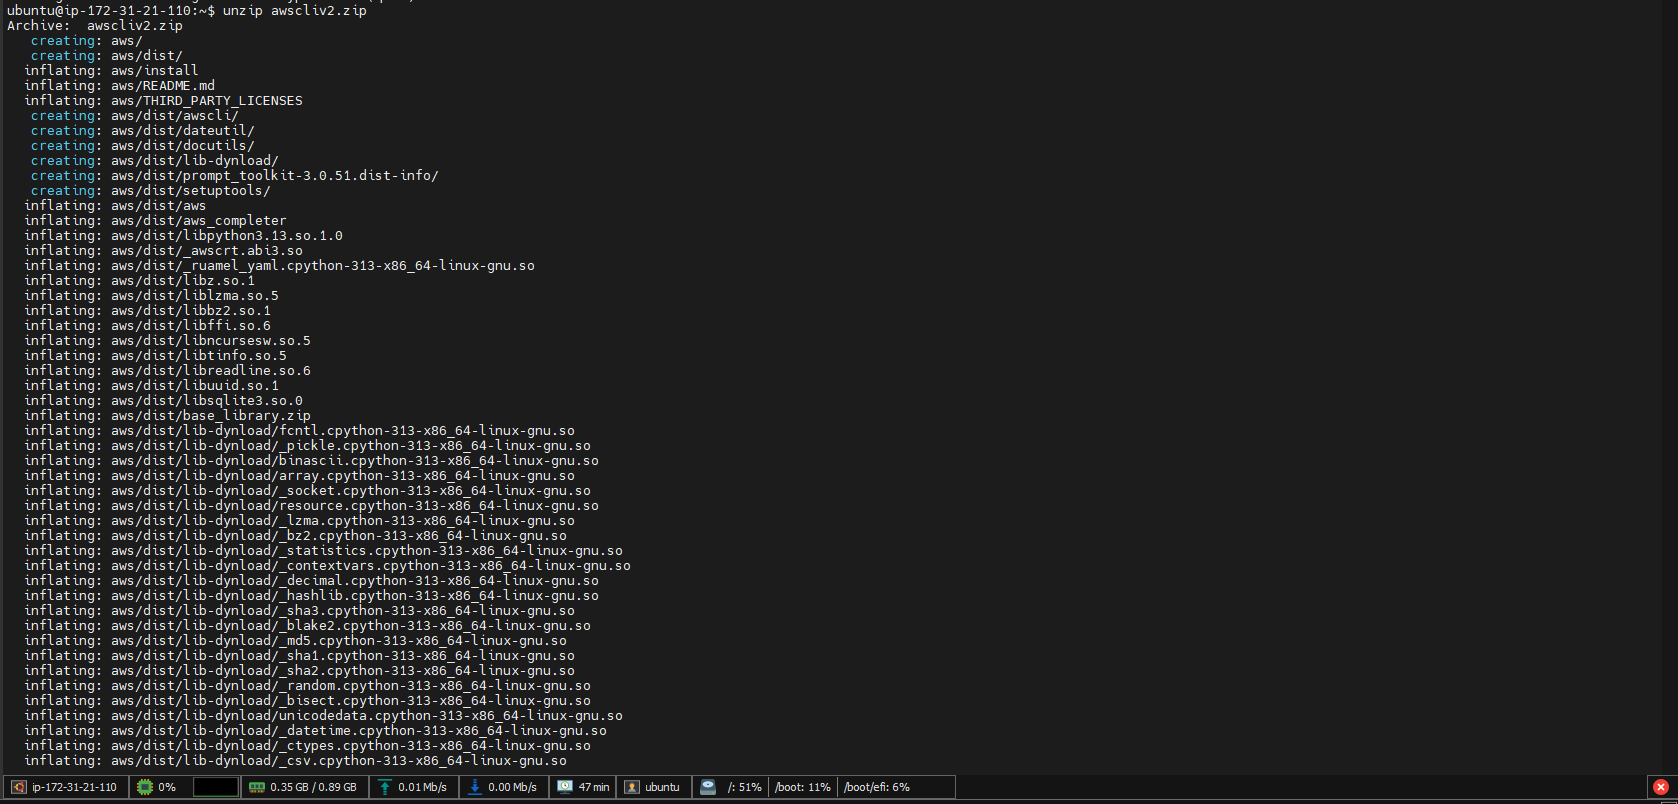 ubuntu@ip-172-31-21-110:~$ unzip awscliv2.zip
Archive:  awscliv2.zip
   creating: aws/
   creating: aws/dist/
  inflating: aws/install
  inflating: aws/README.md
  inflating: aws/THIRD_PARTY_LICENSES
   creating: aws/dist/awscli/
   creating: aws/dist/dateutil/
   creating: aws/dist/docutils/
   creating: aws/dist/lib-dynload/
   creating: aws/dist/prompt_toolkit-3.0.51.dist-info/
   creating: aws/dist/setuptools/
  inflating: aws/dist/aws
  inflating: aws/dist/aws_completer
  inflating: aws/dist/libpython3.13.so.1.0
  inflating: aws/dist/_awscrt.abi3.so
  inflating: aws/dist/_ruamel_yaml.cpython-313-x86_64-linux-gnu.so
  inflating: aws/dist/libz.so.1
  inflating: aws/dist/liblzma.so.5
  inflating: aws/dist/libbz2.so.1
  inflating: aws/dist/libffi.so.6
  inflating: aws/dist/libncursesw.so.5
  inflating: aws/dist/libtinfo.so.5
  inflating: aws/dist/libreadline.so.6
  inflating: aws/dist/libuuid.so.1
  inflating: aws/dist/libsqlite3.so.0
  inflating: aws/dist/base_library.zip
  inflating: aws/dist/lib-dynload/fcntl.cpython-313-x86_64-linux-gnu.so
  inflating: aws/dist/lib-dynload/_pickle.cpython-313-x86_64-linux-gnu.so
  inflating: aws/dist/lib-dynload/binascii.cpython-313-x86_64-linux-gnu.so
  inflating: aws/dist/lib-dynload/array.cpython-313-x86_64-linux-gnu.so
  inflating: aws/dist/lib-dynload/_socket.cpython-313-x86_64-linux-gnu.so
  inflating: aws/dist/lib-dynload/resource.cpython-313-x86_64-linux-gnu.so
  inflating: aws/dist/lib-dynload/_lzma.cpython-313-x86_64-linux-gnu.so
  inflating: aws/dist/lib-dynload/_bz2.cpython-313-x86_64-linux-gnu.so
  inflating: aws/dist/lib-dynload/_statistics.cpython-313-x86_64-linux-gnu.so
  inflating: aws/dist/lib-dynload/_contextvars.cpython-313-x86_64-linux-gnu.so
  inflating: aws/dist/lib-dynload/_decimal.cpython-313-x86_64-linux-gnu.so
  inflating: aws/dist/lib-dynload/_hashlib.cpython-313-x86_64-linux-gnu.so
  inflating: aws/dist/lib-dynload/_sha3.cpython-313-x86_64-linux-gnu.so
  inflating: aws/dist/lib-dynload/_blake2.cpython-313-x86_64-linux-gnu.so
  inflating: aws/dist/lib-dynload/_md5.cpython-313-x86_64-linux-gnu.so
  inflating: aws/dist/lib-dynload/_sha1.cpython-313-x86_64-linux-gnu.so
  inflating: aws/dist/lib-dynload/_sha2.cpython-313-x86_64-linux-gnu.so
  inflating: aws/dist/lib-dynload/_random.cpython-313-x86_64-linux-gnu.so
  inflating: aws/dist/lib-dynload/_bisect.cpython-313-x86_64-linux-gnu.so
  inflating: aws/dist/lib-dynload/unicodedata.cpython-313-x86_64-linux-gnu.so
  inflating: aws/dist/lib-dynload/_datetime.cpython-313-x86_64-linux-gnu.so
  inflating: aws/dist/lib-dynload/_ctypes.cpython-313-x86_64-linux-gnu.so
  inflating: aws/dist/lib-dynload/_csv.cpython-313-x86_64-linux-gnu.so
ip-172-31-21-110 0% 0.35 GB / 0.89 GB 0.01 Mb/s 0.00 Mb/s 47 min ubuntu /: 51% /boot: 11% /boot/efi: 6%